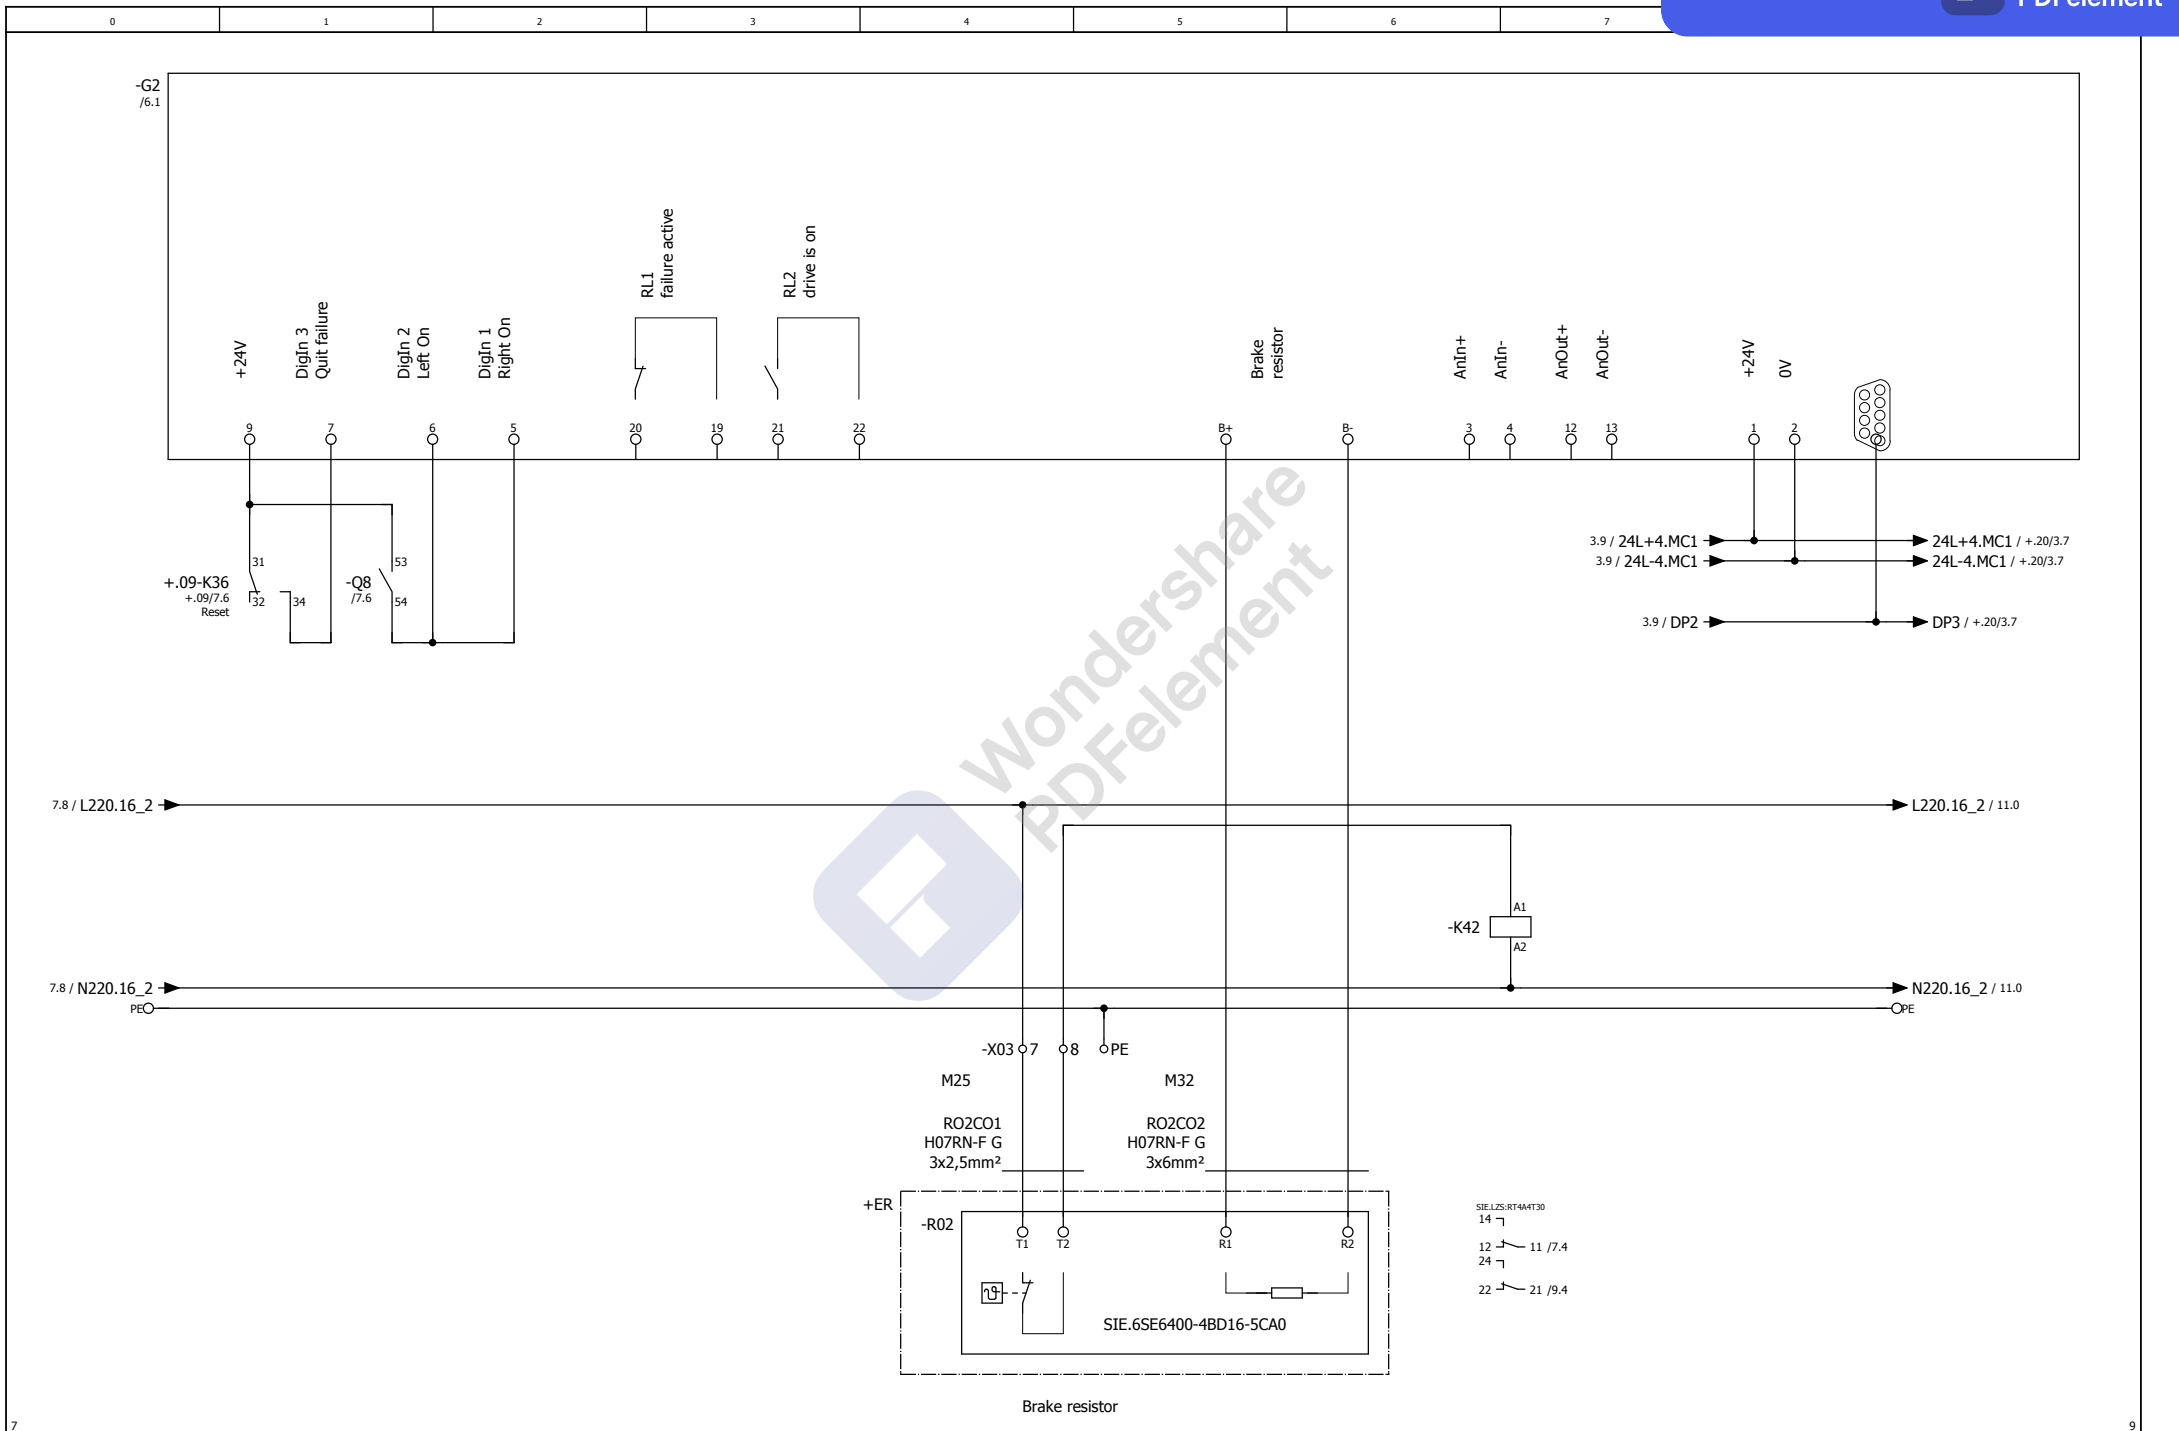 0 1 2 3 4 5 6 7
PDFelement
-G2
/6.1
+24V
DigIn 3
Quit failure
DigIn 2
Left On
DigIn 1
Right On
RL1
failure active
RL2
drive is on
Brake
resistor
AnIn+
AnIn-
AnOut+
AnOut-
+24V
0V
9 7 6 5 20 19 21 22 B+ B- 3 4 12 13 1 2
31
+.09-K36
+.09/7.6
Reset
32
34
53
-Q8
/7.6
54
3.9 / 24L+4.MC1
24L+4.MC1 / +.20/3.7
3.9 / 24L-4.MC1
24L-4.MC1 / +.20/3.7
3.9 / DP2
DP3 / +.20/3.7
Wondershare
PDFelement
7.8 / L220.16_2
L220.16_2 / 11.0
A1
-K42
A2
7.8 / N220.16_2
N220.16_2 / 11.0
PE
PE
-X03 7 8 PE
M25
M32
RO2CO1
H07RN-F G
3x2,5mm²
RO2CO2
H07RN-F G
3x6mm²
+ER
-R02
T1 T2 R1 R2
ϑ
SIE.6SE6400-4BD16-5CA0
SIE.LZS:RT4A4T30
14
12 11 /7.4
24
22 21 /9.4
Brake resistor
7
9